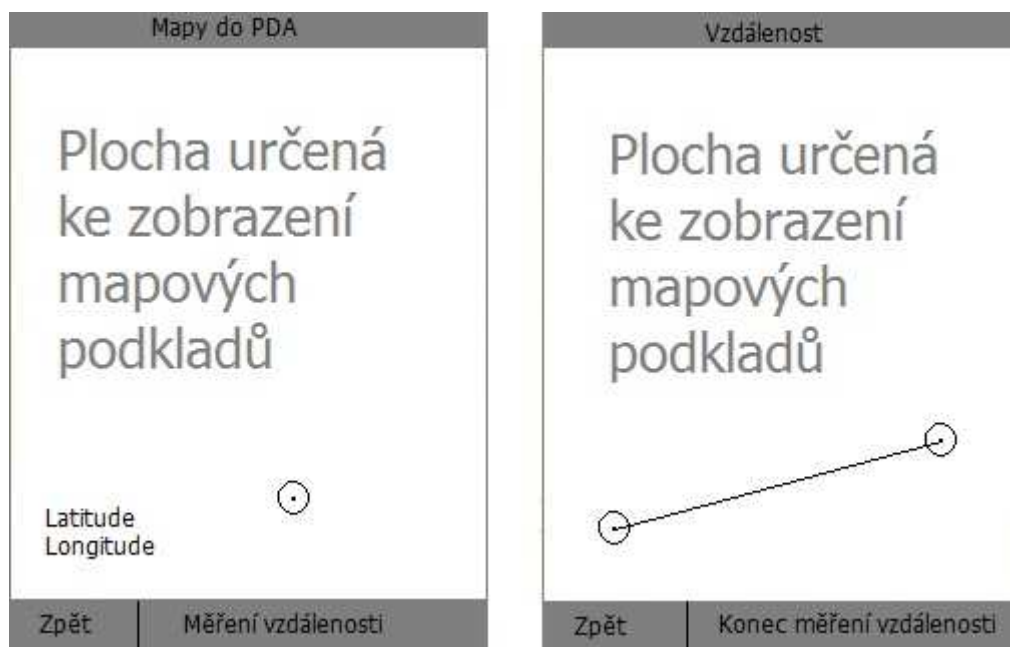 Mapy do PDA
Plocha určená
ke zobrazení
mapových
podkladů
Latitude
Longitude
Zpět
Měření vzdálenosti
Vzdálenost
Plocha určená
ke zobrazení
mapových
podkladů
Zpět
Konec měření vzdálenosti